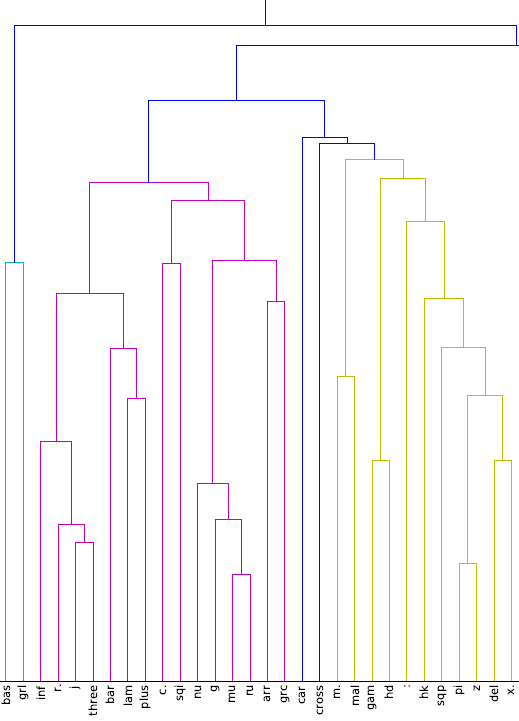 bas
grl
inf
r.
j
three
bar
lam
plus
c.
sqi
nu
g
mu
ru
arr
grc
car
cross
m.
mal
gam
hd
:
hk
sqp
pi
z
del
x.